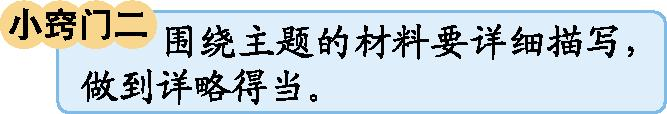 小窍门二
围绕主题的材料要详细描写，
做到详略得当。